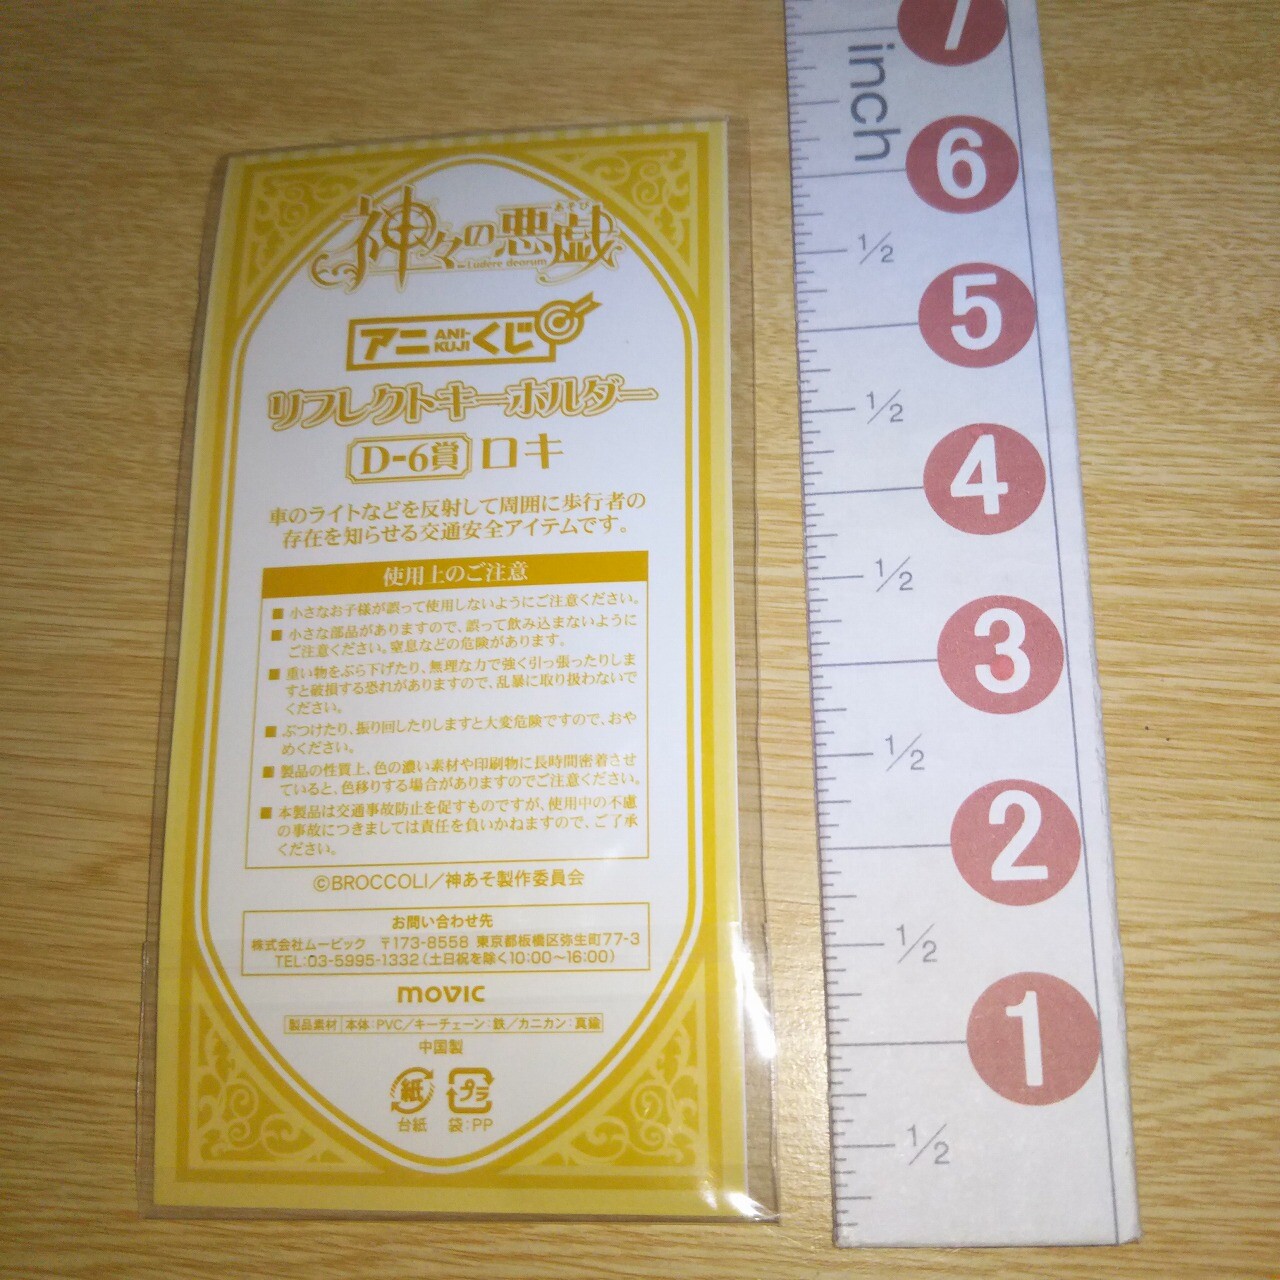 神々の悪戯
あそび
Ludere deorum
アニ ANI-KUJI くじ
リフレクトキーホルダー
D-6賞 ロキ
車のライトなどを反射して周囲に歩行者の
存在を知らせる交通安全アイテムです。
使用上のご注意
■ 小さなお子様が誤って使用しないようにご注意ください。
■ 小さな部品がありますので、誤って飲み込まないように
ご注意ください。窒息などの危険があります。
■ 重い物をぶら下げたり、無理な力で強く引っ張ったりしま
すと破損する恐れがありますので、乱暴に取り扱わないで
ください。
■ ぶつけたり、振り回したりしますと大変危険ですので、おや
めください。
■ 製品の性質上、色の濃い素材や印刷物に長時間密着させ
ていると、色移りする場合がありますのでご注意ください。
■ 本製品は交通事故防止を促すものですが、使用中の不慮
の事故につきましては責任を負いかねますので、ご了承
ください。
©BROCCOLI／神あそ製作委員会
お問い合わせ先
株式会社ムービック 〒173-8558 東京都板橋区弥生町77-3
TEL:03-5995-1332（土日祝を除く10:00〜16:00）
movic
製品素材 本体：PVC／キーチェーン：鉄／カニカン：真鍮
中国製
紙 プラ
台紙 袋：PP
7
inch
6
1/2
5
1/2
4
1/2
3
1/2
2
1/2
1
1/2